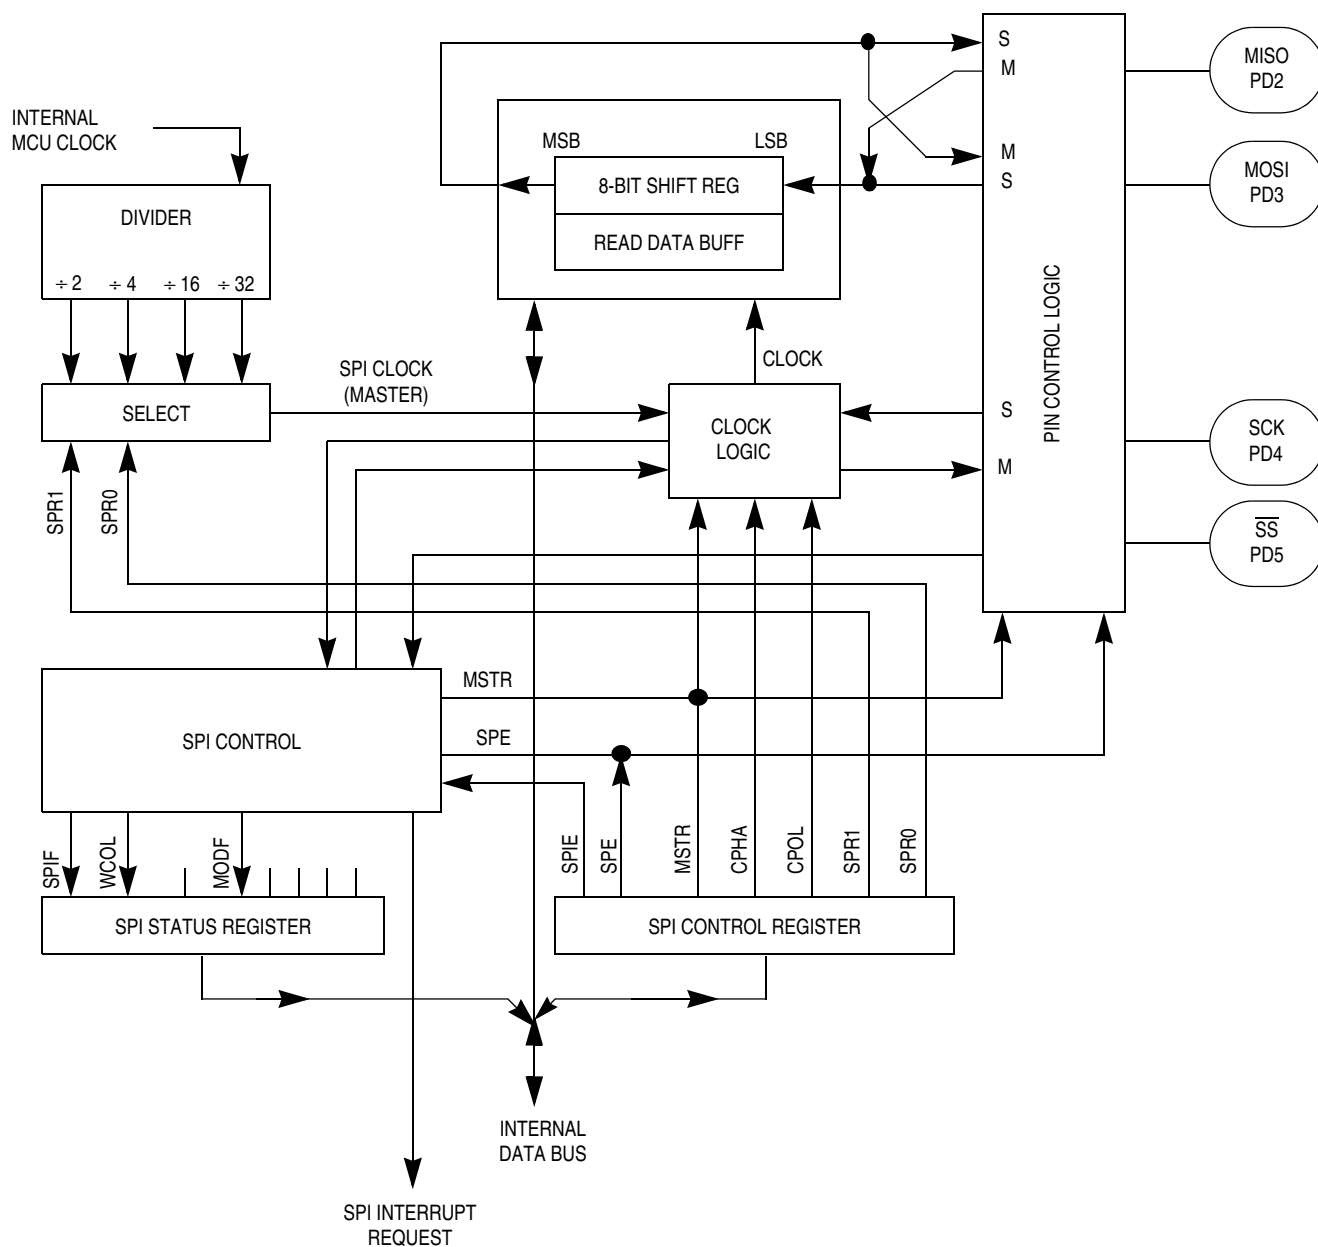 S
M
MISO
PD2
INTERNAL
MCU CLOCK
MSB
LSB
M
S
MOSI
PD3
8-BIT SHIFT REG
READ DATA BUFF
DIVIDER
÷ 2
÷ 4
÷ 16
÷ 32
PIN CONTROL LOGIC
CLOCK
SPI CLOCK
(MASTER)
SELECT
CLOCK
LOGIC
S
M
SCK
PD4
SPR1
SPR0
SS
PD5
MSTR
SPI CONTROL
SPE
SPIF
WCOL
MODF
SPIE
SPE
MSTR
CPHA
CPOL
SPR1
SPR0
SPI STATUS REGISTER
SPI CONTROL REGISTER
INTERNAL
DATA BUS
SPI INTERRUPT
REQUEST